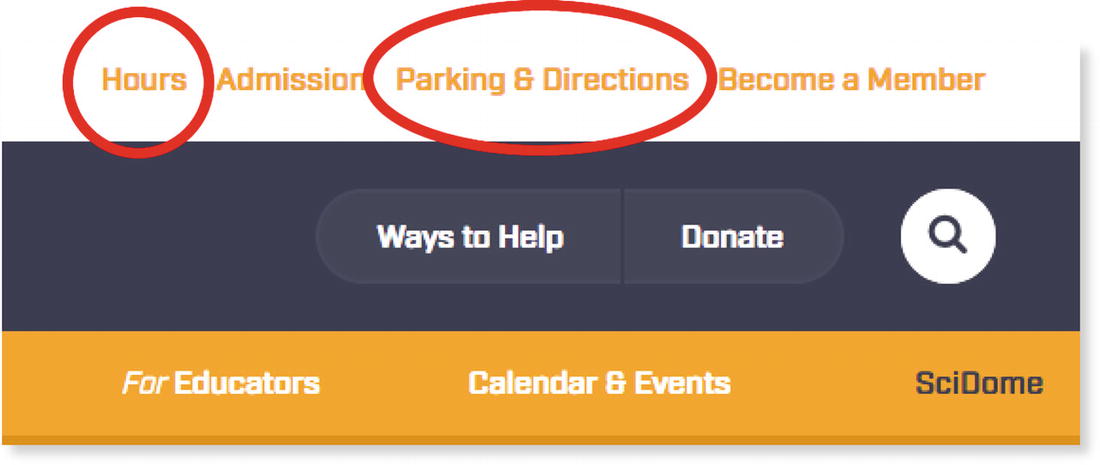 Hours Admission Parking & Directions Become a Member
Ways to Help Donate
For Educators Calendar & Events SciDome